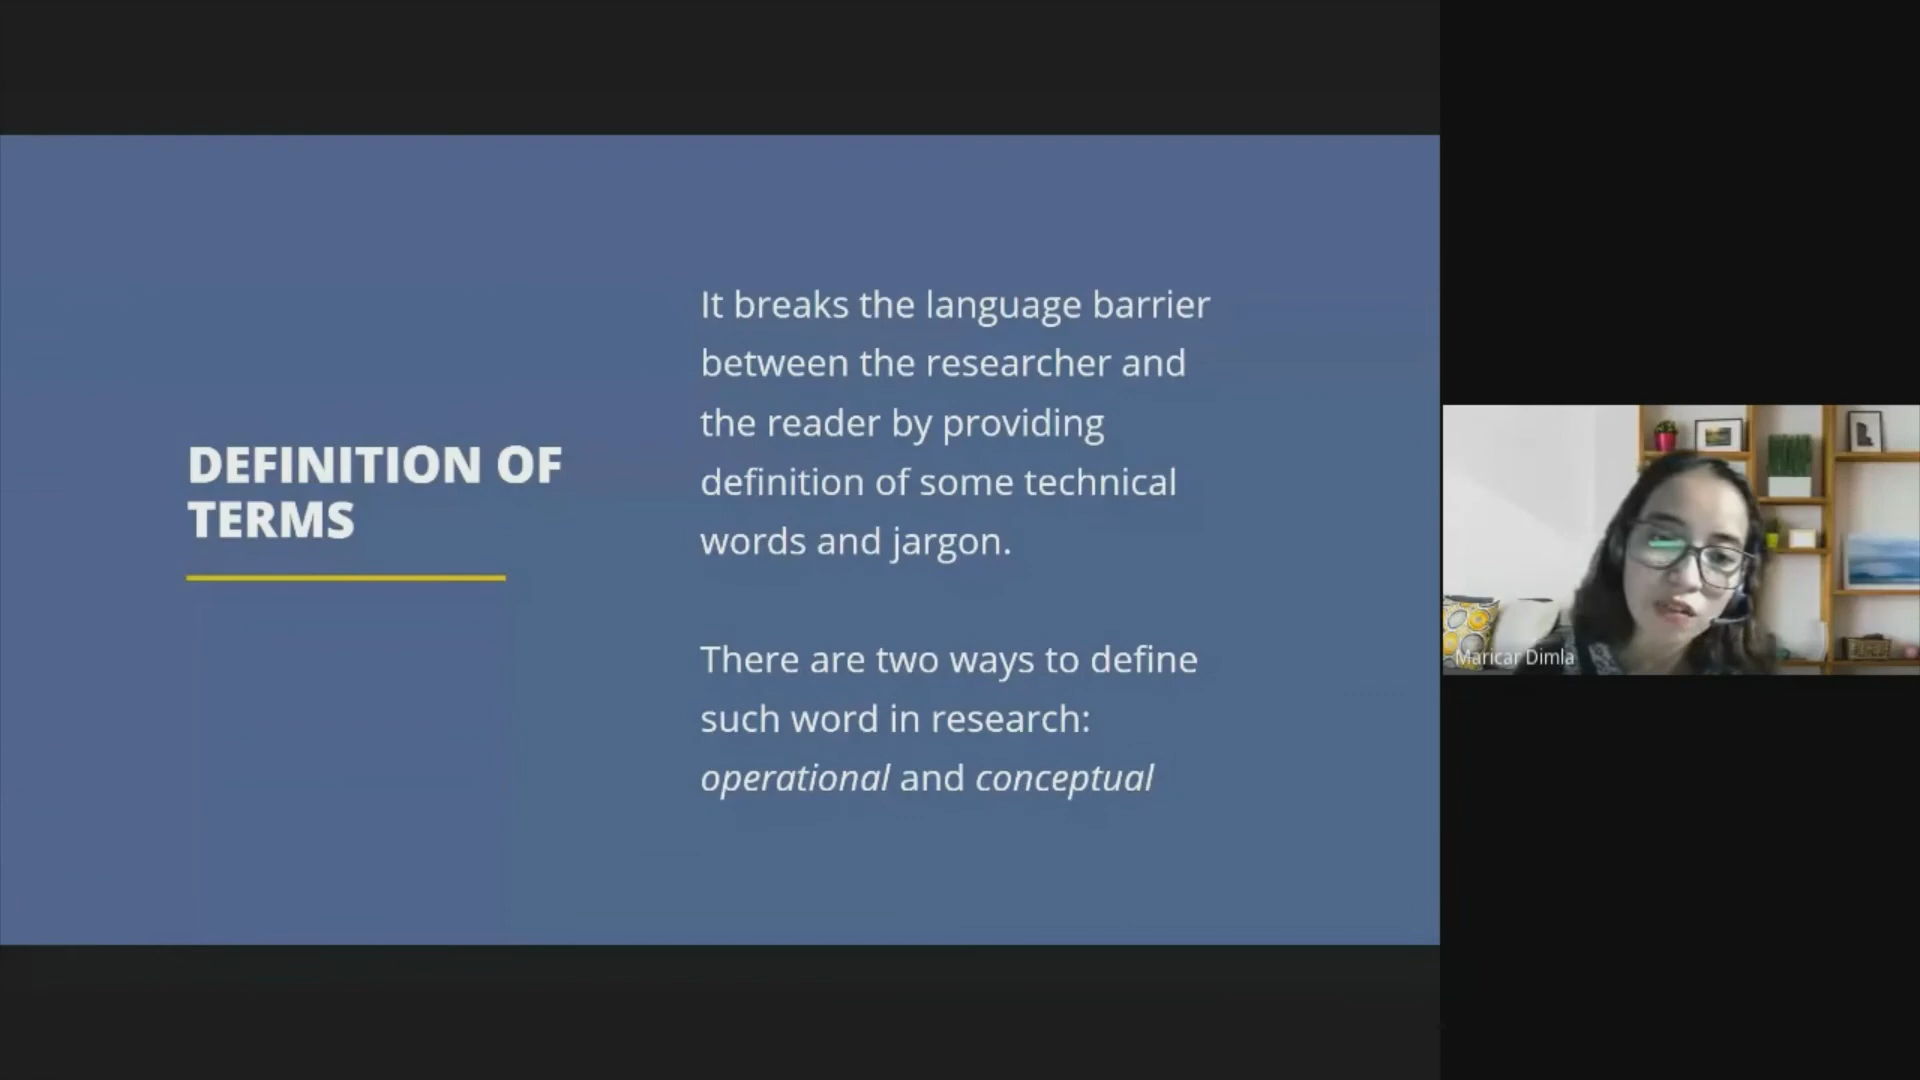 DEFINITION OF
TERMS
It breaks the language barrier
between the researcher and
the reader by providing
definition of some technical
words and jargon.
There are two ways to define
such word in research:
operational and conceptual
Maricar Dimla